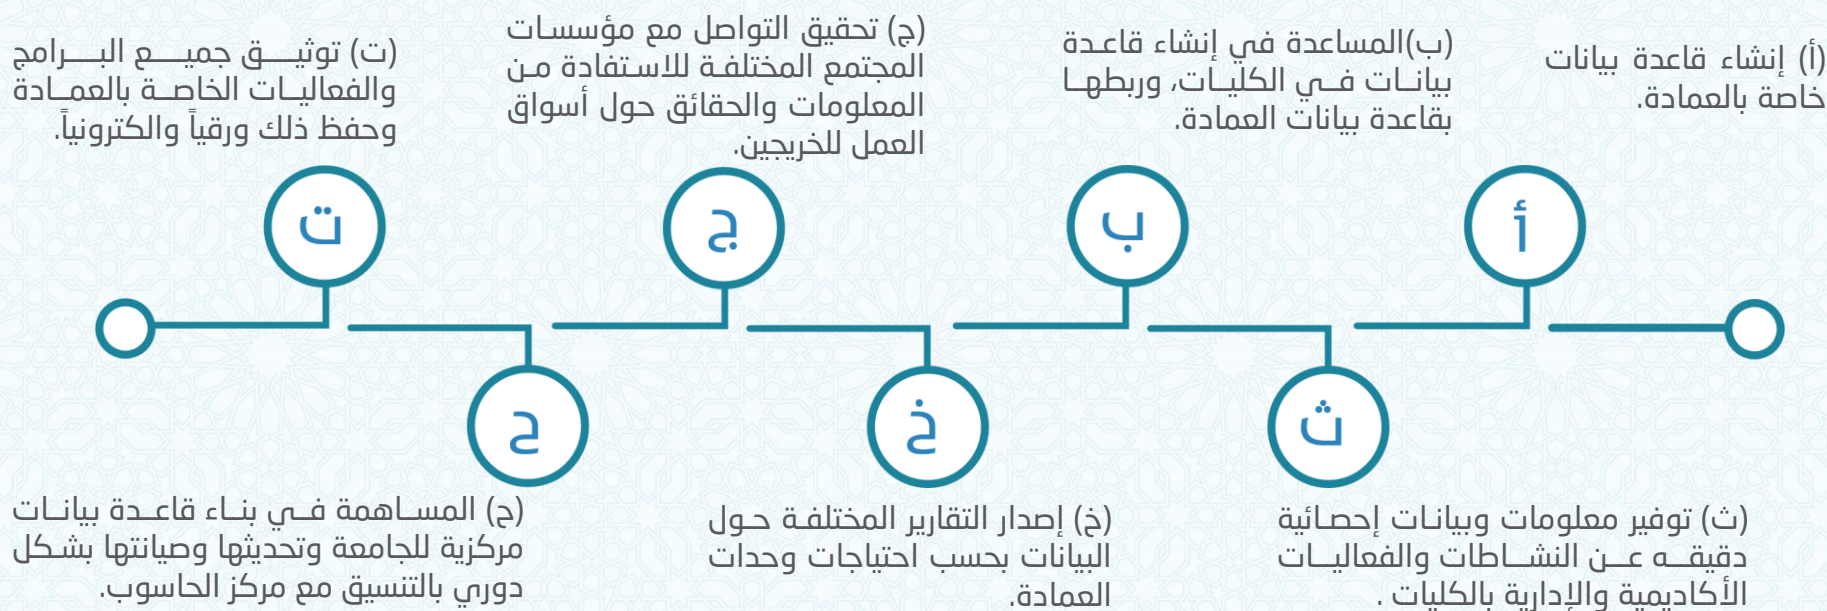 (أ) إنشاء قاعدة بيانات
خاصة بالعمادة.
(ب)المساعدة في إنشاء قاعدة
بيانات في الكليات، وربطها
بقاعدة بيانات العمادة.
(ج) تحقيق التواصل مع مؤسسات
المجتمع المختلفة للاستفادة من
المعلومات والحقائق حول أسواق
العمل للخريجين.
(ت) توثيق جميع البرامج
والفعاليات الخاصة بالعمادة
وحفظ ذلك ورقياً والكترونياً.
أ
ب
ج
ت
ث
خ
ح
(ث) توفير معلومات وبيانات إحصائية
دقيقه عن النشاطات والفعاليات
الأكاديمية والإدارية بالكليات .
(خ) إصدار التقارير المختلفة حول
البيانات بحسب احتياجات وحدات
العمادة.
(ح) المساهمة في بناء قاعدة بيانات
مركزية للجامعة وتحديثها وصيانتها بشكل
دوري بالتنسيق مع مركز الحاسوب.